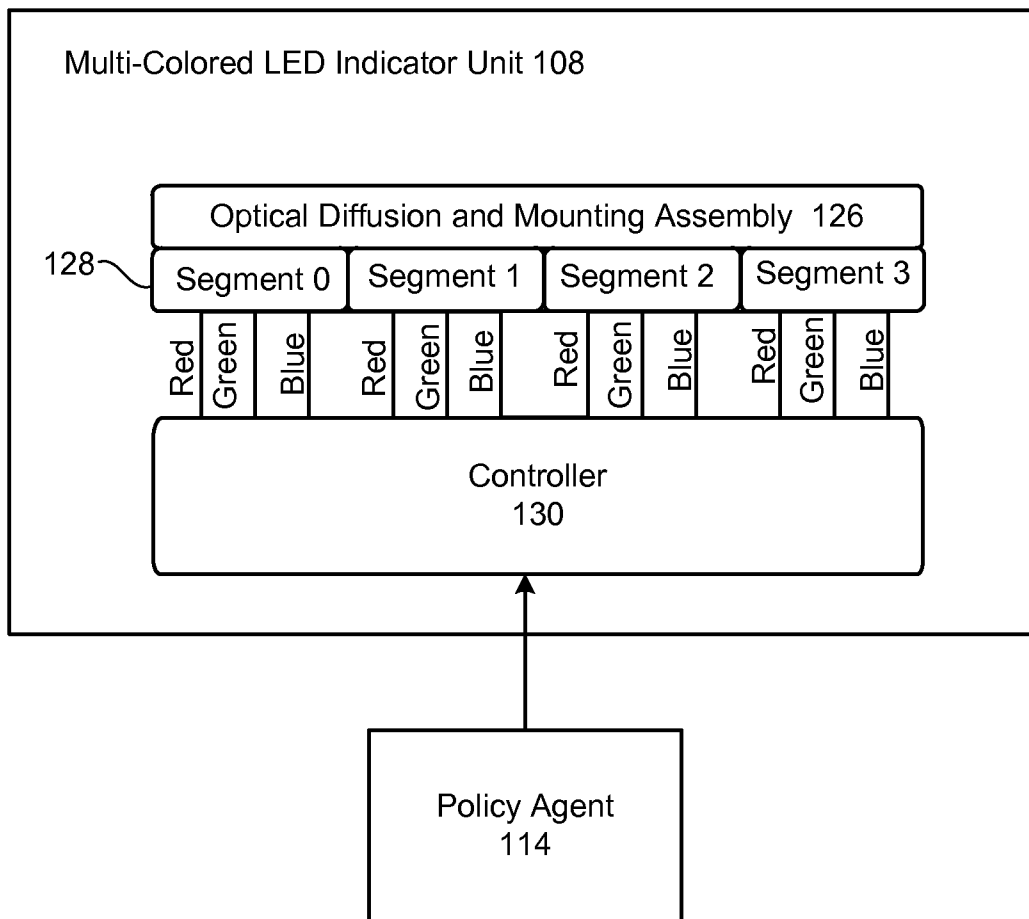 Multi-Colored LED Indicator Unit 108
Optical Diffusion and Mounting Assembly 126
128
Segment 0
Segment 1
Segment 2
Segment 3
Red
Green
Blue
Red
Green
Blue
Red
Green
Blue
Red
Green
Blue
Controller
130
Policy Agent
114